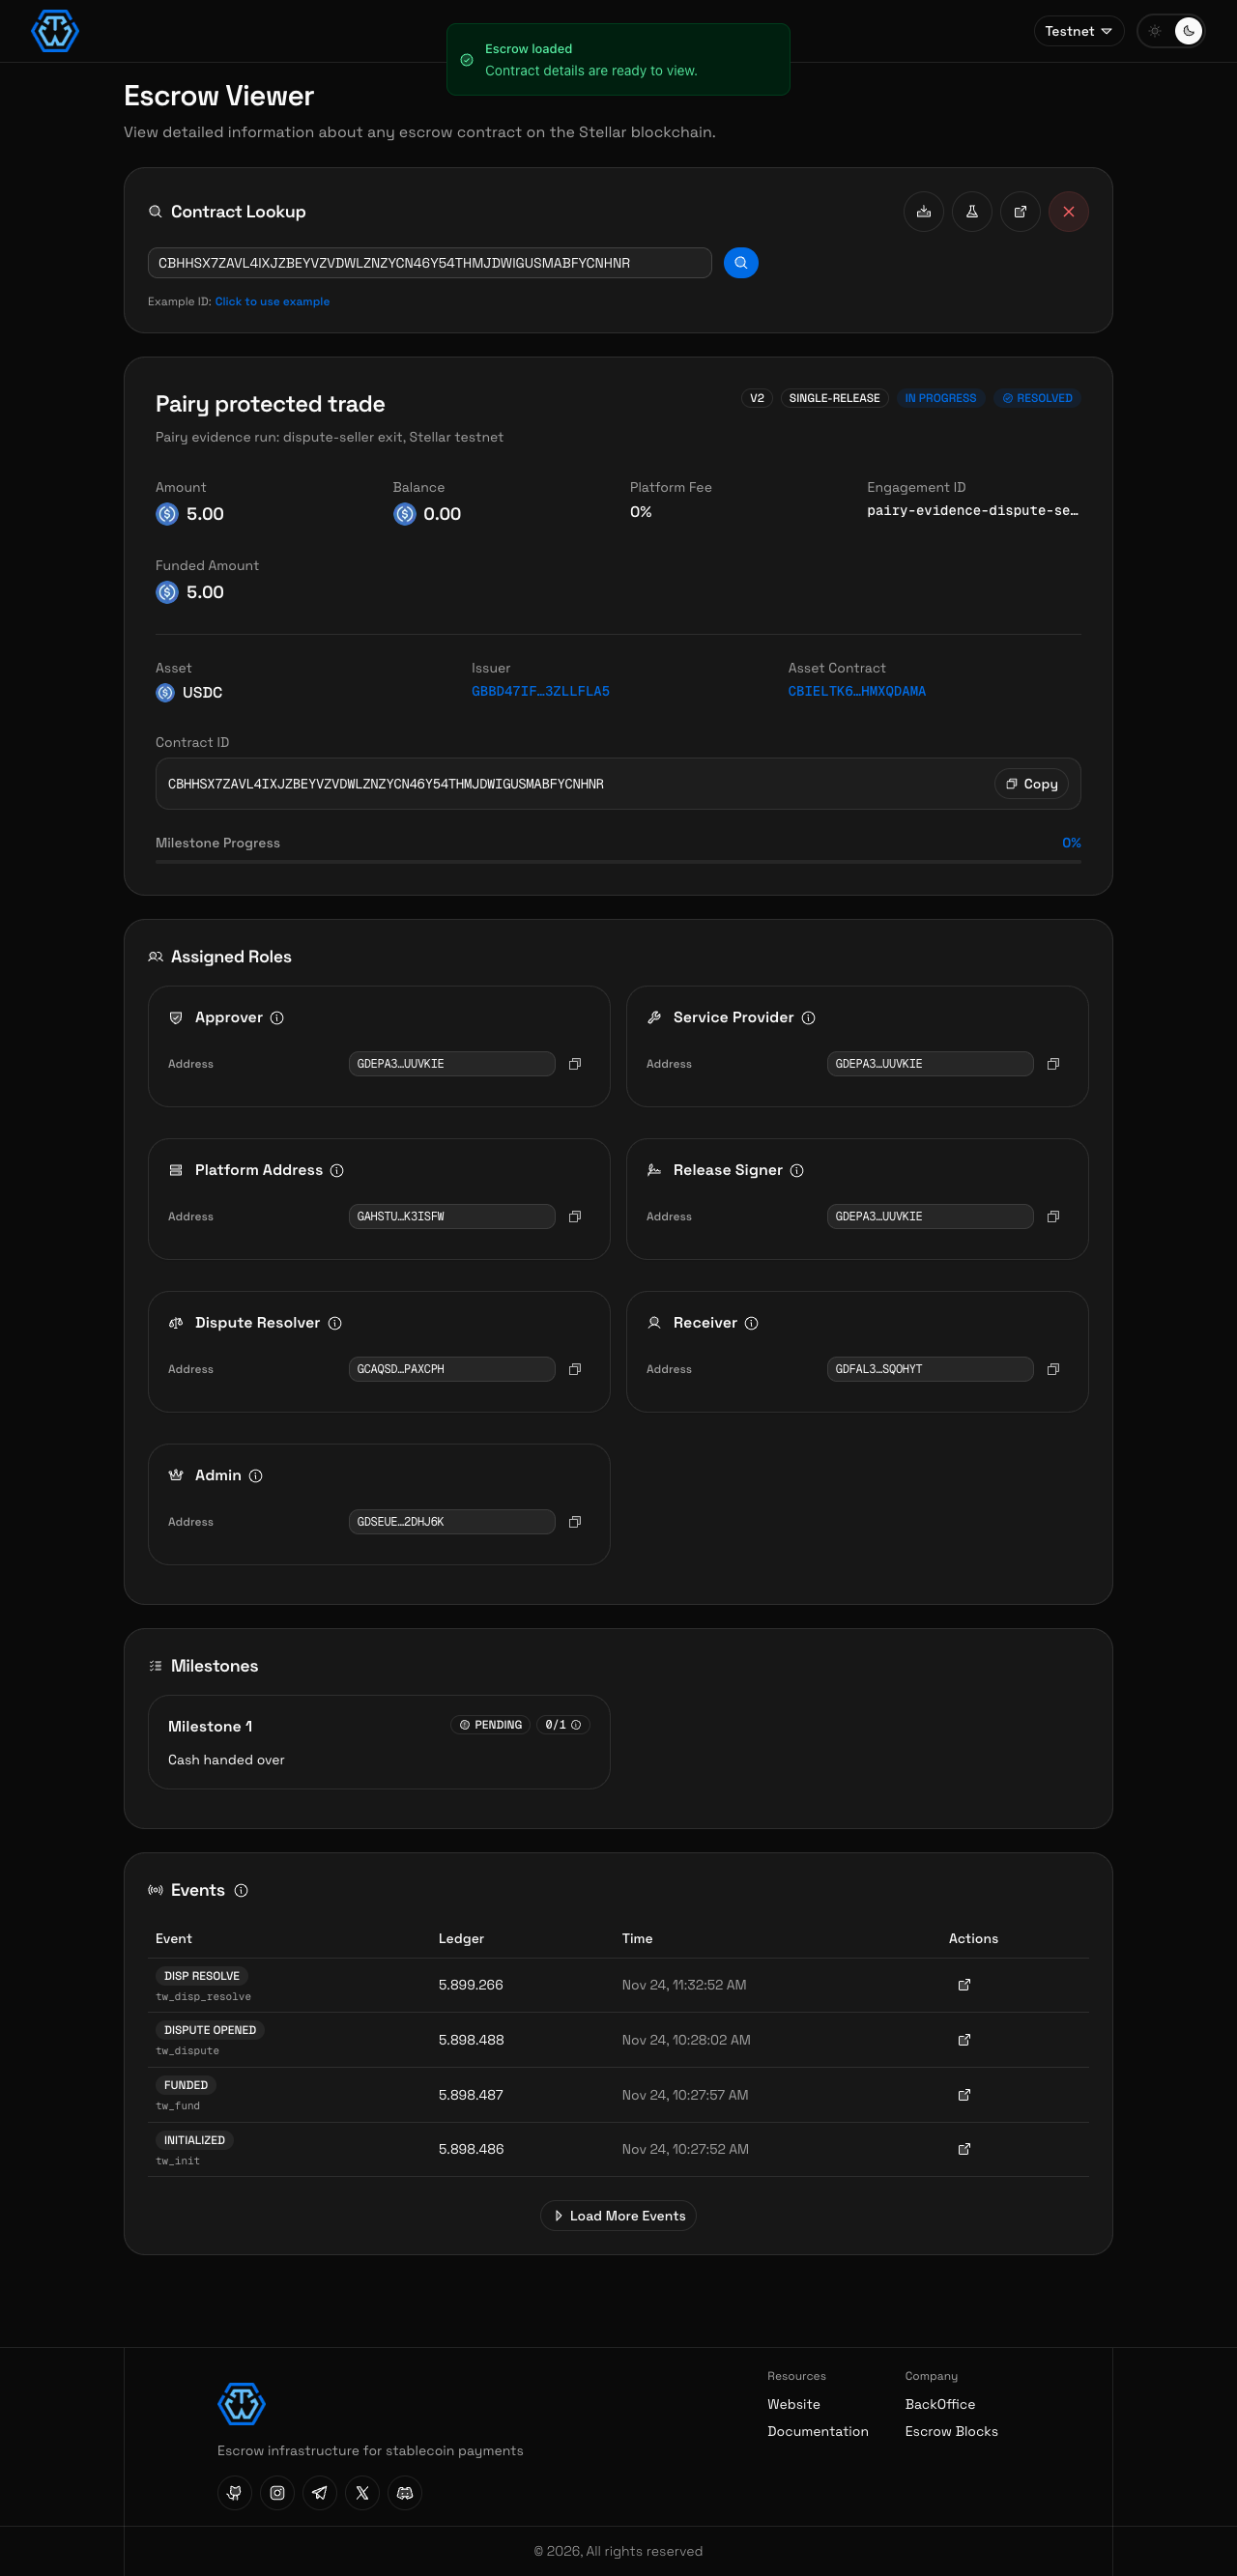 Testnet
Escrow loaded
Contract details are ready to view.
Escrow Viewer
View detailed information about any escrow contract on the Stellar blockchain.
Contract Lookup
CBHHSX7ZAVL4IXJZBEYVZVDWLZNZYCN46Y54THMJDWIGUSMABFYCNHNR
Example ID: Click to use example
Pairy protected trade
V2 SINGLE-RELEASE IN PROGRESS RESOLVED
Pairy evidence run: dispute-seller exit, Stellar testnet
Amount Balance Platform Fee Engagement ID
5.00 0.00 0% pairy-evidence-dispute-se…
Funded Amount
5.00
Asset Issuer Asset Contract
USDC GBBD47IF…3ZLLFLA5 CBIELTK6…HMXQDAMA
Contract ID
CBHHSX7ZAVL4IXJZBEYVZVDWLZNZYCN46Y54THMJDWIGUSMABFYCNHNR Copy
Milestone Progress 0%
Assigned Roles
Approver Service Provider
Address GDEPA3…UUVKIE Address GDEPA3…UUVKIE
Platform Address Release Signer
Address GAHSTU…K3ISFW Address GDEPA3…UUVKIE
Dispute Resolver Receiver
Address GCAQSD…PAXCPH Address GDFAL3…SQOHYT
Admin
Address GDSEUE…2DHJ6K
Milestones
Milestone 1 PENDING 0/1
Cash handed over
Events
Event Ledger Time Actions
DISP RESOLVE
tw_disp_resolve 5.899.266 Nov 24, 11:32:52 AM
DISPUTE OPENED
tw_dispute 5.898.488 Nov 24, 10:28:02 AM
FUNDED
tw_fund 5.898.487 Nov 24, 10:27:57 AM
INITIALIZED
tw_init 5.898.486 Nov 24, 10:27:52 AM
Load More Events
Resources Company
Website BackOffice
Documentation Escrow Blocks
Escrow infrastructure for stablecoin payments
© 2026, All rights reserved